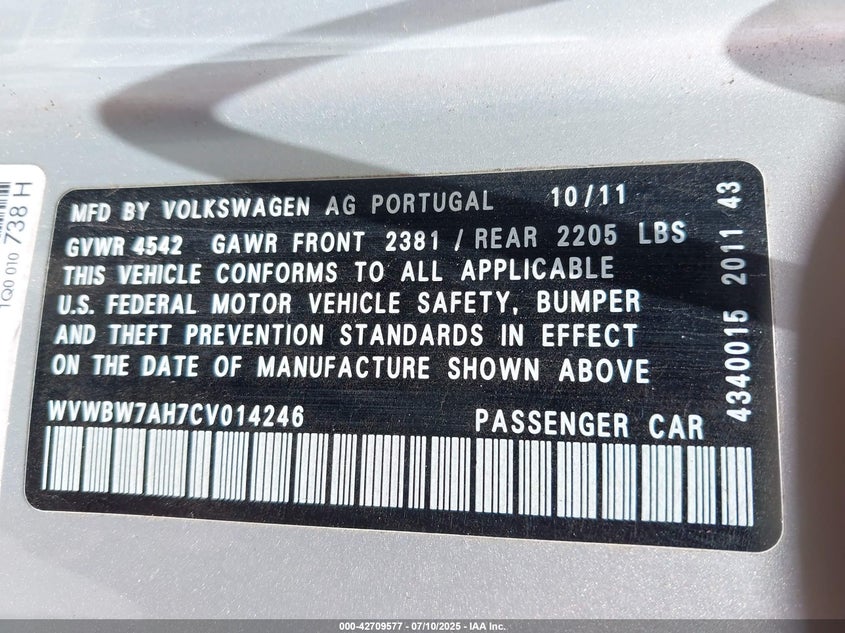 MFD BY VOLKSWAGEN AG PORTUGAL 10/11
GVWR 4542 GAWR FRONT 2381 / REAR 2205 LBS
THIS VEHICLE CONFORMS TO ALL APPLICABLE
U.S. FEDERAL MOTOR VEHICLE SAFETY, BUMPER
AND THEFT PREVENTION STANDARDS IN EFFECT
ON THE DATE OF MANUFACTURE SHOWN ABOVE
WVWBW7AH7CV014246 PASSENGER CAR
4340015 2011 43
1Q0 010 738 H
000-42709577 - 07/10/2025 - IAA Inc.